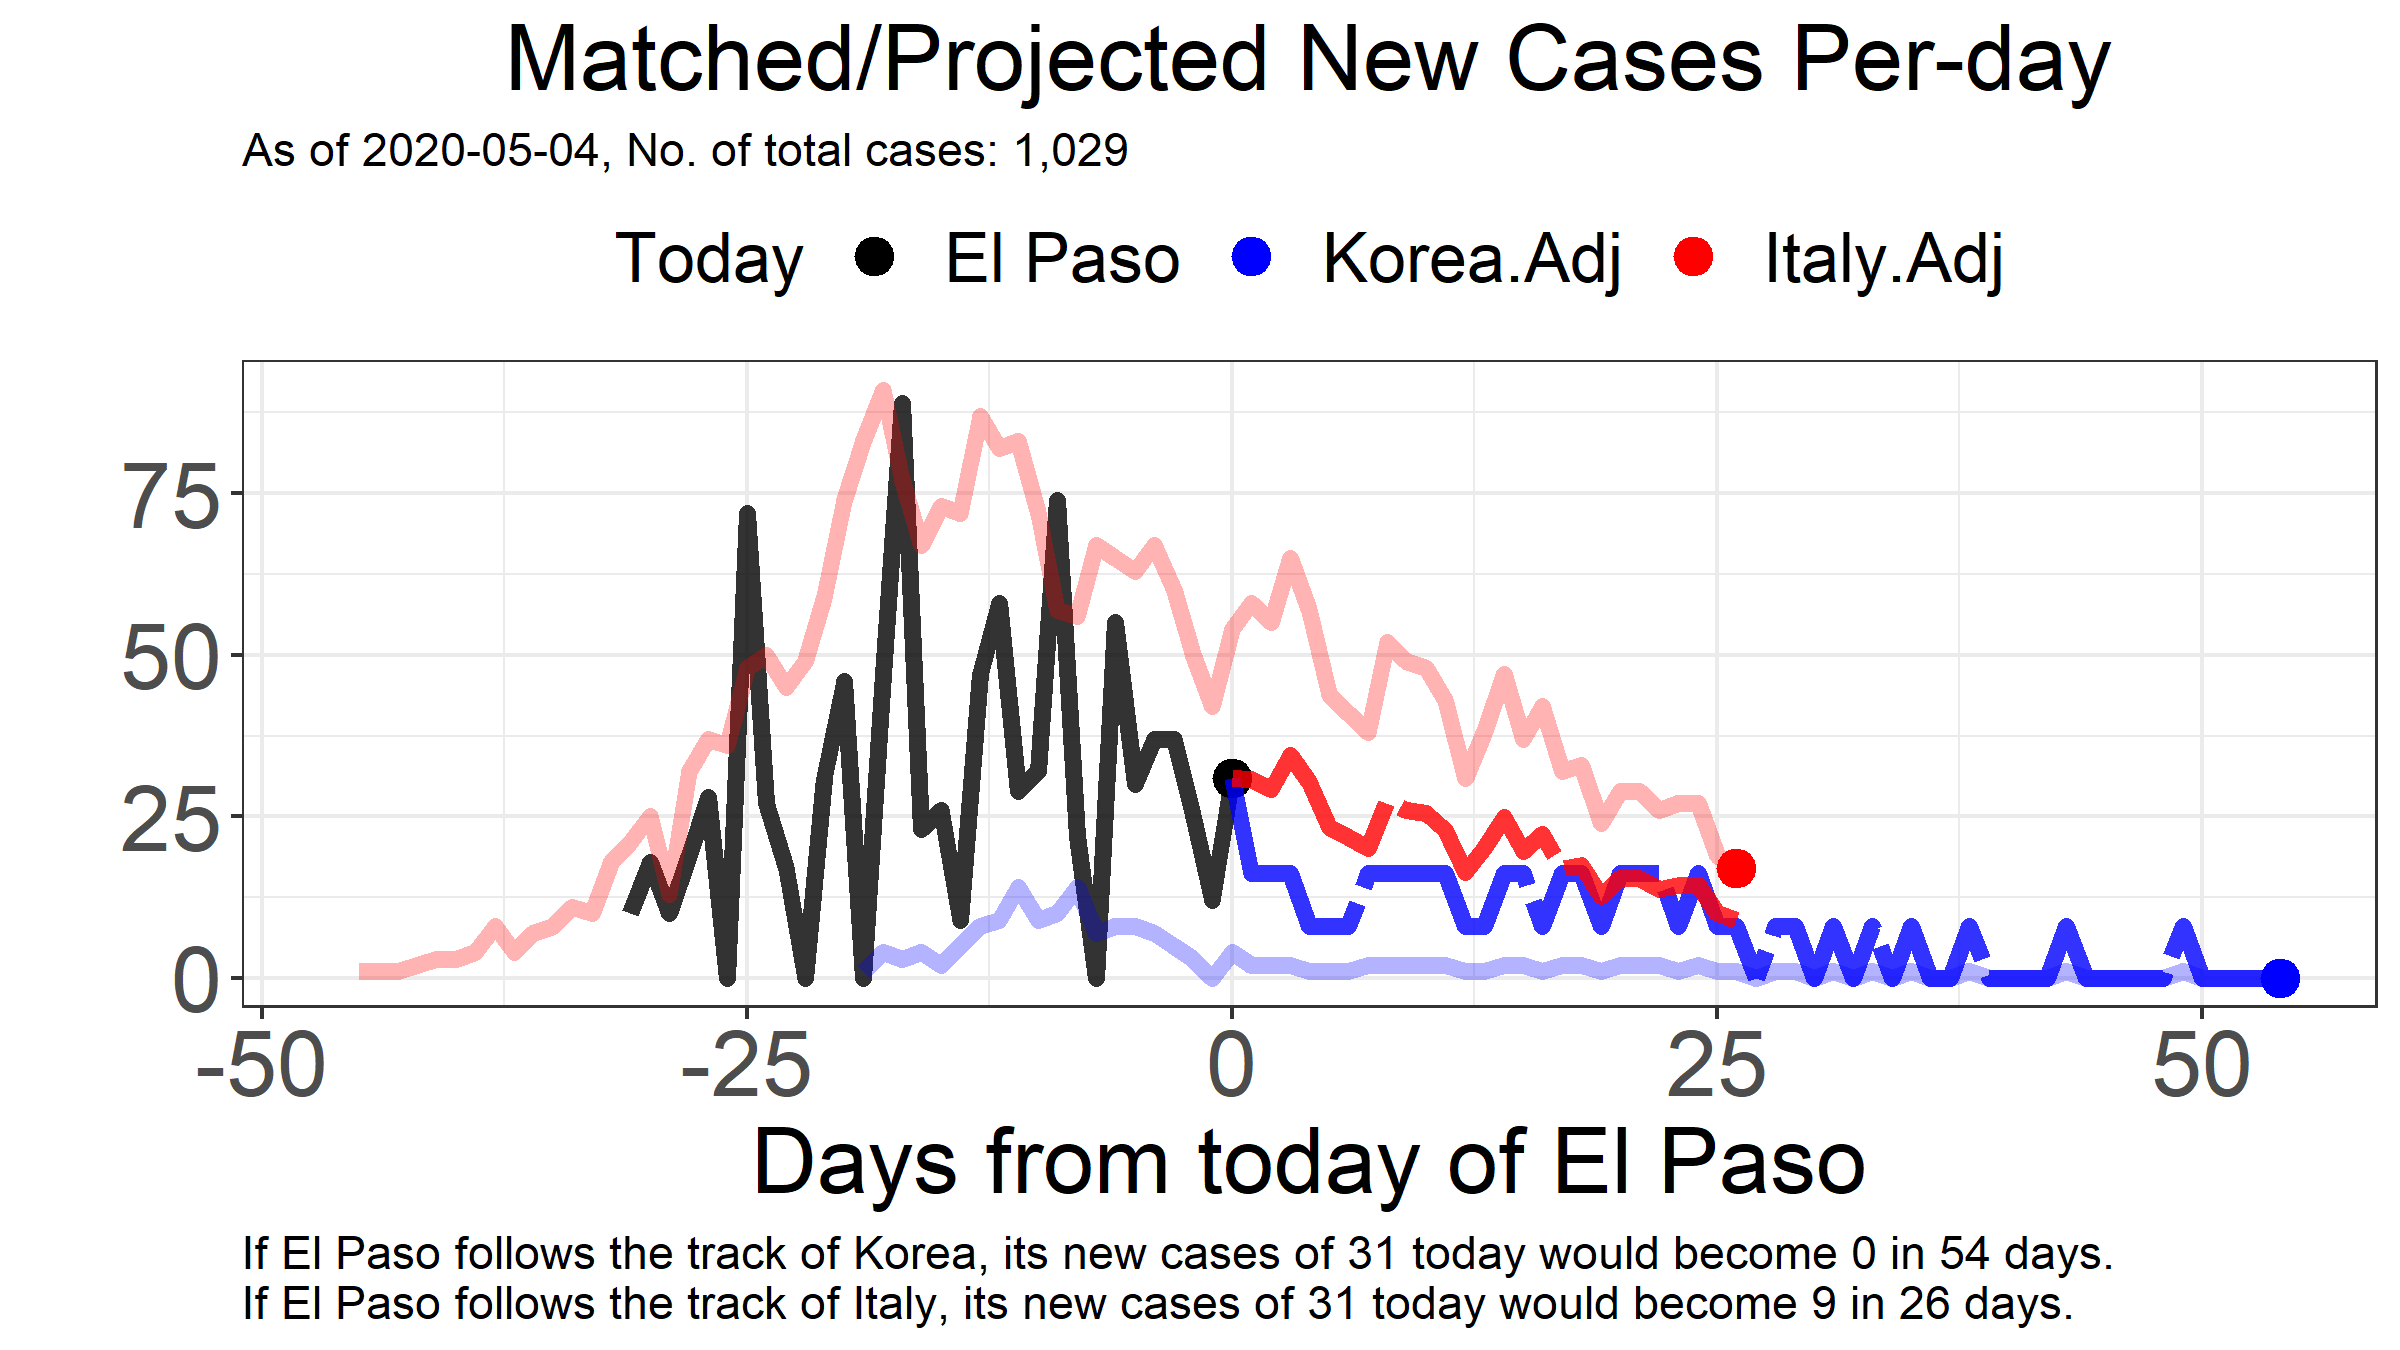 Matched/Projected New Cases Per-day
As of 2020-05-04, No. of total cases: 1,029
Today El Paso Korea.Adj Italy.Adj
75
50
25
0
-50 -25 0 25 50
Days from today of El Paso
If El Paso follows the track of Korea, its new cases of 31 today would become 0 in 54 days.
If El Paso follows the track of Italy, its new cases of 31 today would become 9 in 26 days.